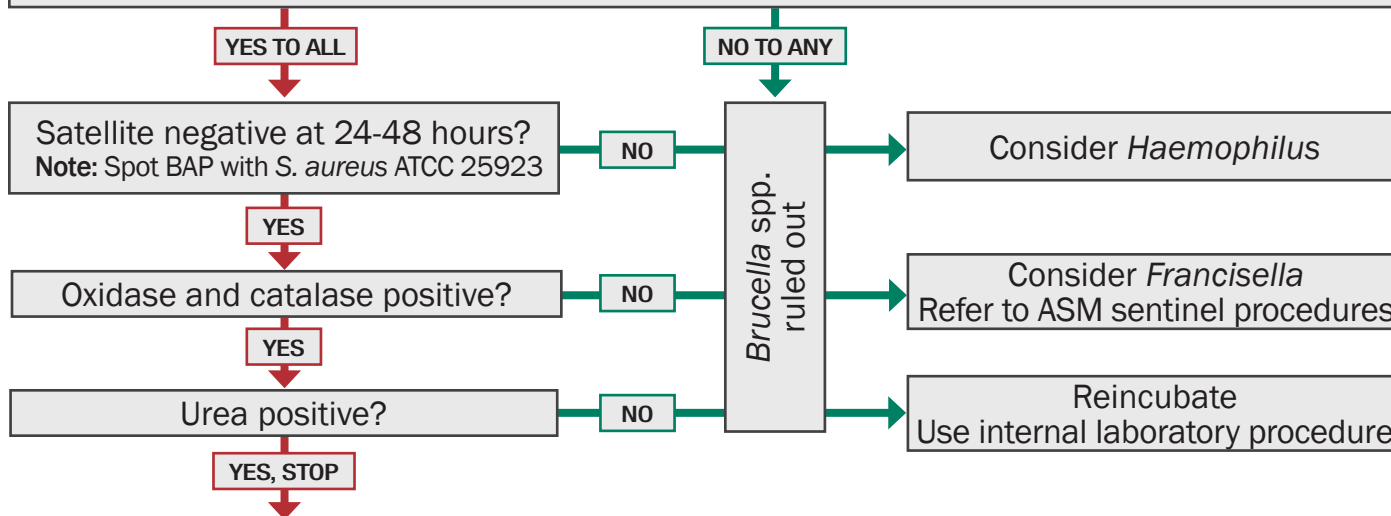 YES TO ALL
NO TO ANY
Satellite negative at 24-48 hours?
Note: Spot BAP with S. aureus ATCC 25923
NO
Brucella spp.
ruled out
Consider Haemophilus
YES
Oxidase and catalase positive?
NO
Consider Francisella
Refer to ASM sentinel procedures
YES
Urea positive?
NO
Reincubate
Use internal laboratory procedure
YES, STOP